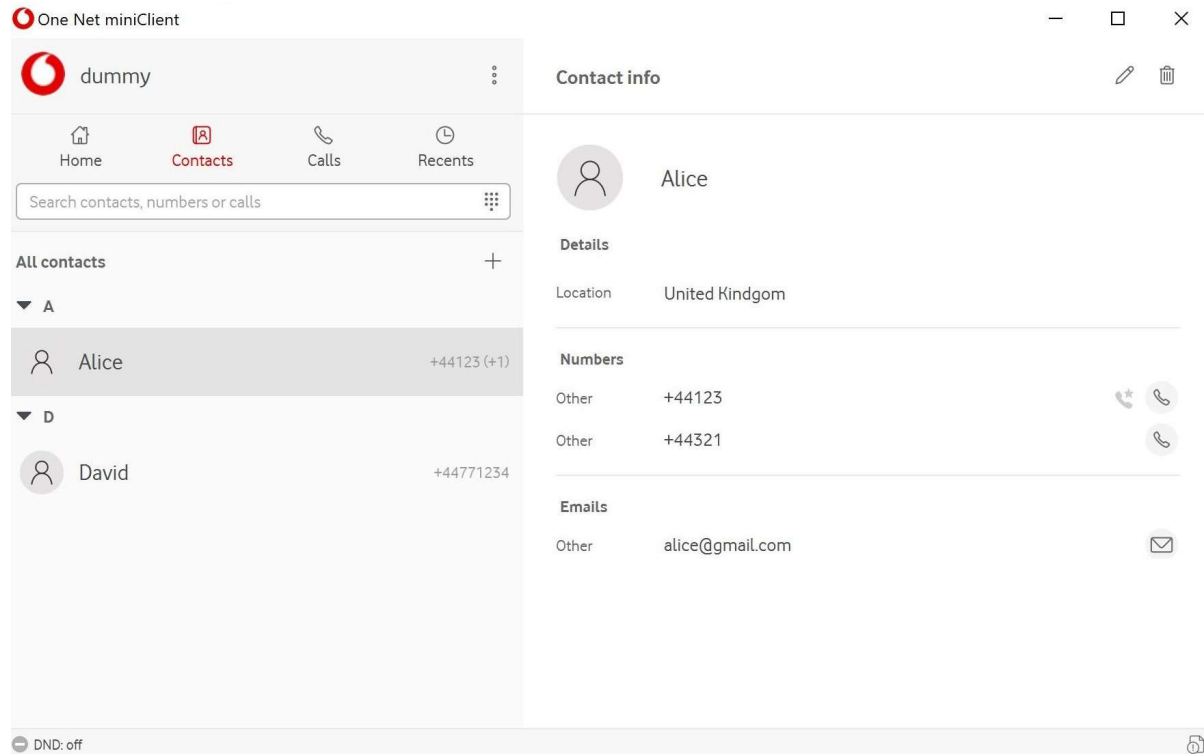 One Net miniClient
dummy
Home Contacts Calls Recents
Search contacts, numbers or calls
All contacts
A
Alice +44123 (+1)
D
David +44771234
DND: off
Contact info
Alice
Details
Location United Kindgom
Numbers
Other +44123
Other +44321
Emails
Other alice@gmail.com